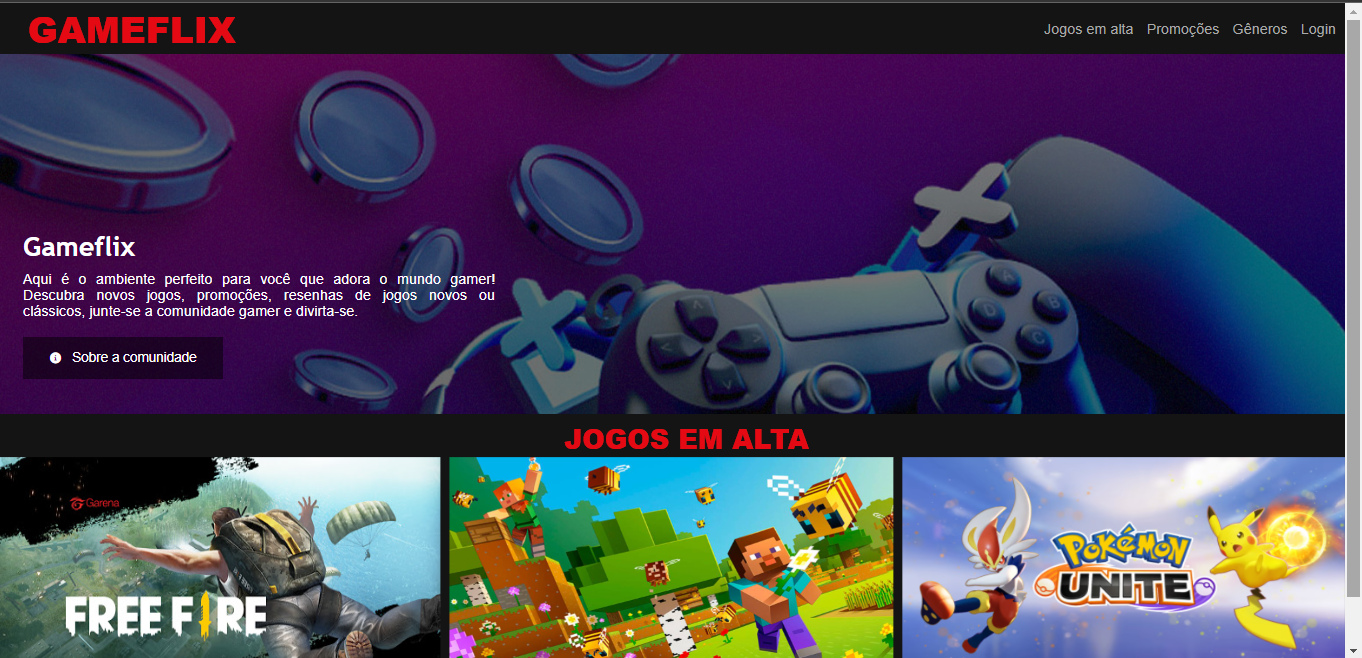 GAMEFLIX
Jogos em alta Promoções Gêneros Login
Gameflix
Aqui é o ambiente perfeito para você que adora o mundo gamer!
Descubra novos jogos, promoções, resenhas de jogos novos ou
clássicos, junte-se a comunidade gamer e divirta-se.
Sobre a comunidade
A
D
B
C
JOGOS EM ALTA
Garena
FREE FIRE
POKéMON
UNITE